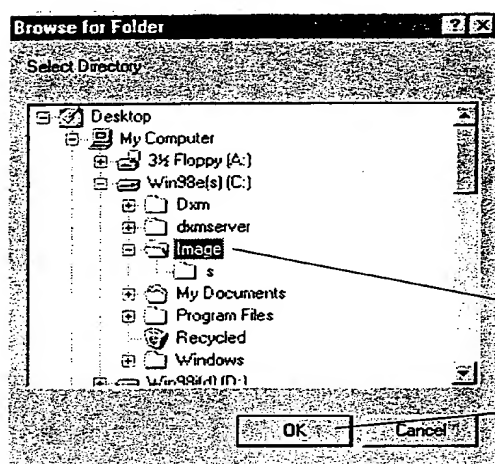 Browse for Folder
Select Directory
Desktop
My Computer
3½ Floppy (A:)
Win98e(s) (C:)
Dxm
dxmserver
Image
s
My Documents
Program Files
Recycled
Windows
Win98i(d) (D:)
OK
Cancel